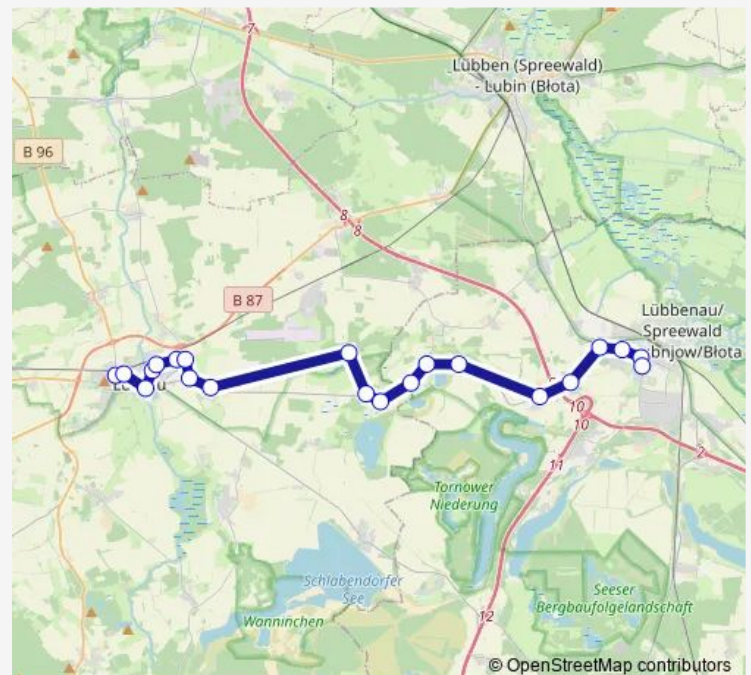 7
Lübben (Spreewald)
- Lubin (Błota)
B 96
8
8
B 87
Lübbenau/
Spreewald
bnjow/Błota
10
10
2
11
Tornower
Niederung
Schlabendorfer
See
Seeser
Bergbaufolgelandschaft
Wanninchen
12
© OpenStreetMap contributors